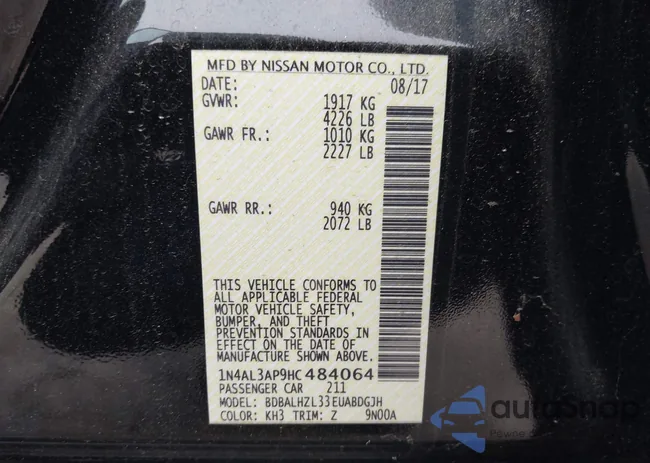 MFD BY NISSAN MOTOR CO., LTD.
DATE: 08/17
GVWR: 1917 KG
4226 LB
GAWR FR.: 1010 KG
2227 LB
GAWR RR.: 940 KG
2072 LB
THIS VEHICLE CONFORMS TO
ALL APPLICABLE FEDERAL
MOTOR VEHICLE SAFETY,
BUMPER, AND THEFT
PREVENTION STANDARDS IN
EFFECT ON THE DATE OF
MANUFACTURE SHOWN ABOVE.
1N4AL3AP9HC484064
PASSENGER CAR 211
MODEL: BDBALHZL33EUABDGJH
COLOR: KH3 TRIM: Z 9N00A
autoSnap